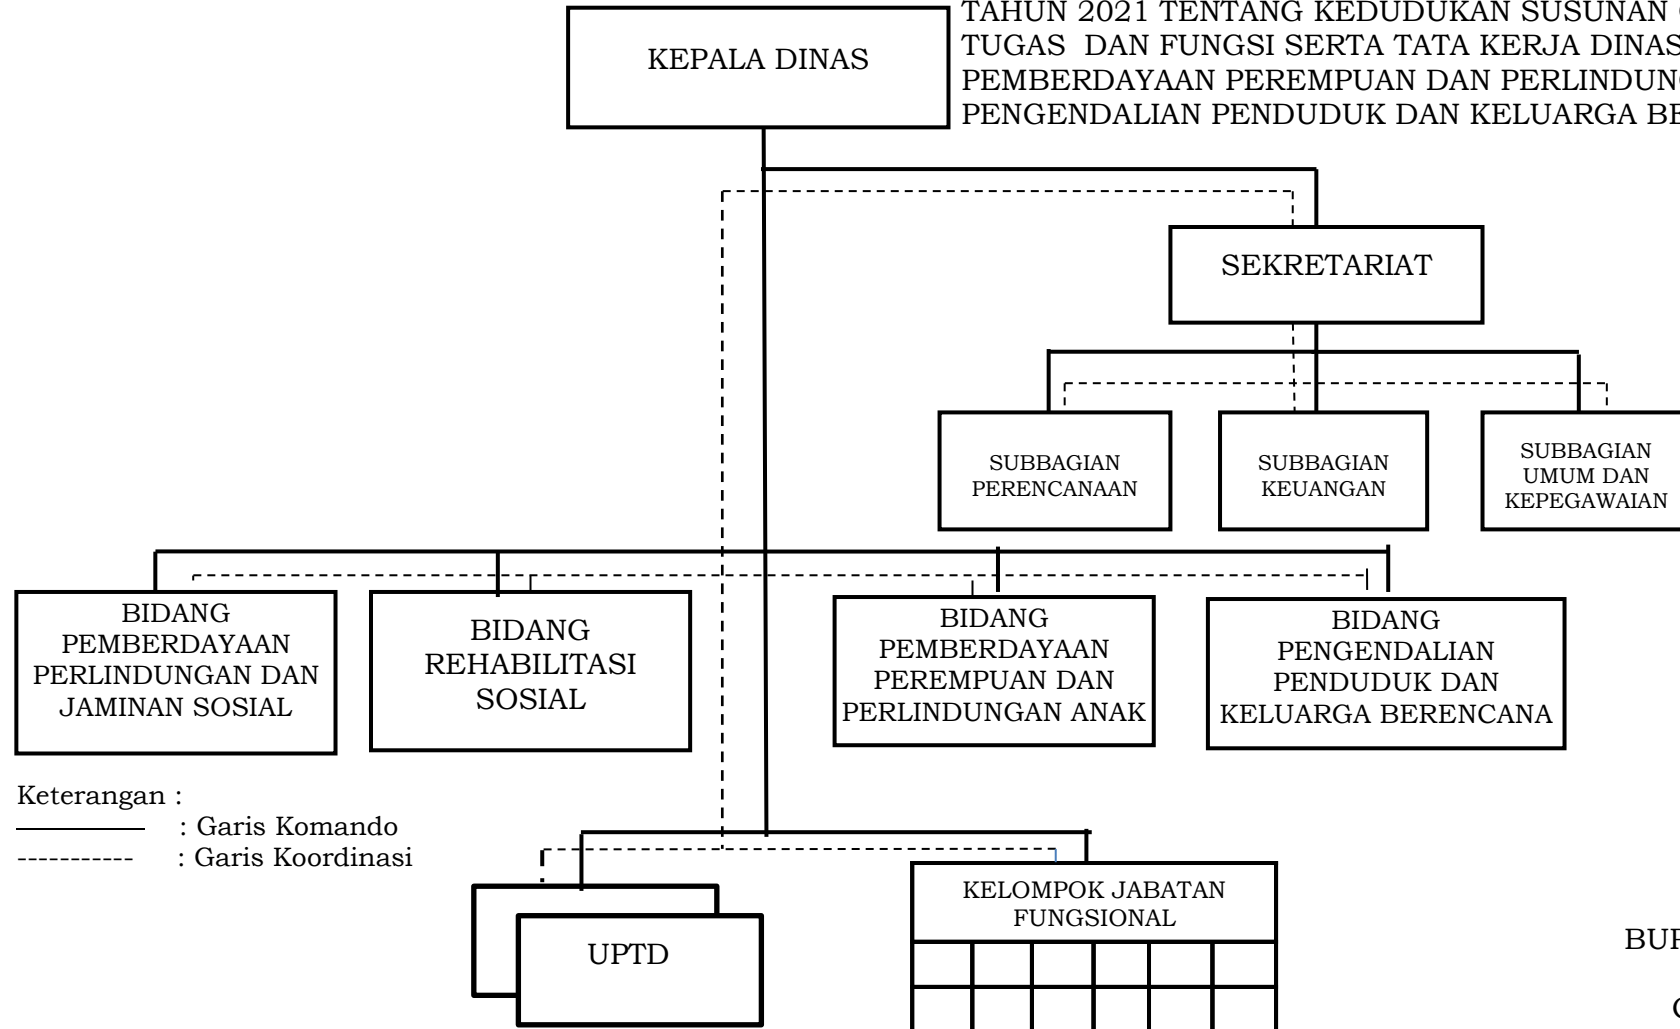 TAHUN 2021 TENTANG KEDUDUKAN SUSUNAN
TUGAS DAN FUNGSI SERTA TATA KERJA DINAS
PEMBERDAYAAN PEREMPUAN DAN
PENGENDALIAN PENDUDUK DAN KELUARGA
KEPALA DINAS
SEKRETARIAT
SUBBAGIAN
PERENCANAAN
SUBBAGIAN
KEUANGAN
SUBBAGIAN
UMUM DAN
KEPEGAWAIAN
BIDANG
PEMBERDAYAAN
PERLINDUNGAN DAN
JAMINAN SOSIAL
BIDANG
REHABILITASI
SOSIAL
BIDANG
PEMBERDAYAAN
PEREMPUAN DAN
PERLINDUNGAN ANAK
BIDANG
PENGENDALIAN
PENDUDUK DAN
KELUARGA BERENCANA
Keterangan :
: Garis Komando
: Garis Koordinasi
UPTD
KELOMPOK JABATAN
FUNGSIONAL